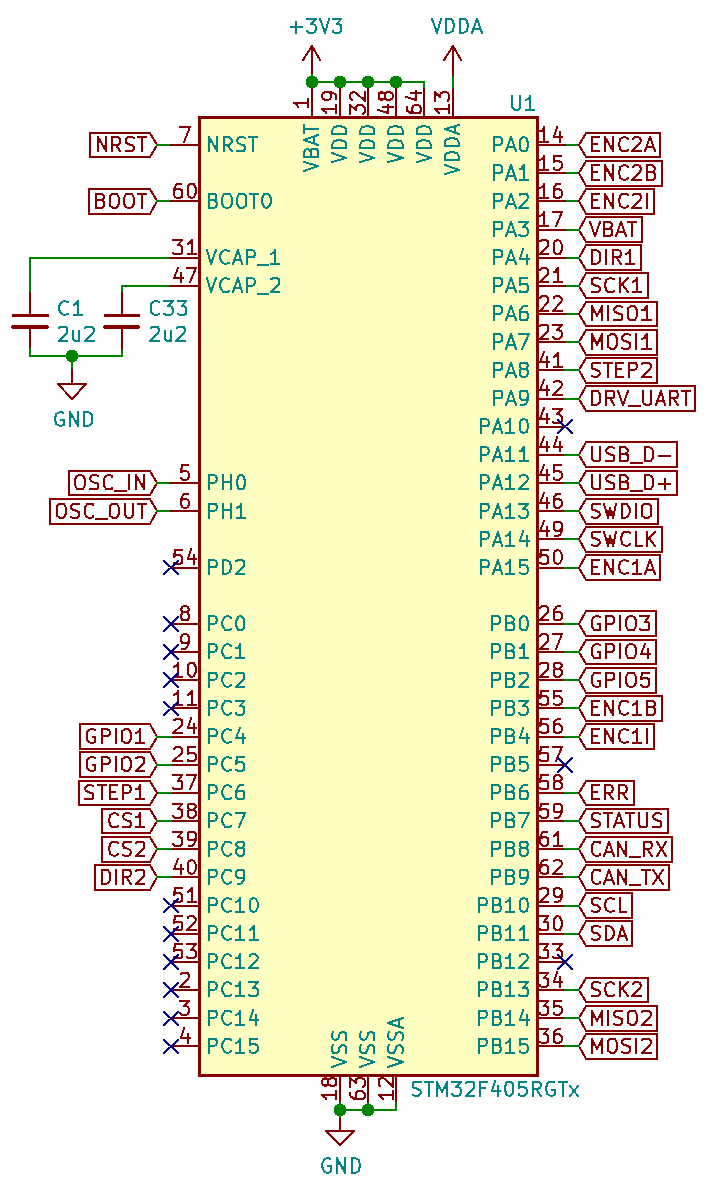 +3V3 VDDA
U1
1 19 32 48 64 13
VBAT VDD VDD VDD VDD VDDA
NRST 7 NRST PA0 14 ENC2A
PA1 15 ENC2B
BOOT 60 BOOT0 PA2 16 ENC2I
PA3 17 VBAT
31 VCAP_1 PA4 20 DIR1
47 VCAP_2 PA5 21 SCK1
C1 C33 PA6 22 MISO1
2u2 2u2 PA7 23 MOSI1
PA8 41 STEP2
PA9 42 DRV_UART
GND PA10 43
PA11 44 USB_D-
OSC_IN 5 PH0 PA12 45 USB_D+
OSC_OUT 6 PH1 PA13 46 SWDIO
PA14 49 SWCLK
54 PD2 PA15 50 ENC1A
8 PC0 PB0 26 GPIO3
9 PC1 PB1 27 GPIO4
10 PC2 PB2 28 GPIO5
11 PC3 PB3 55 ENC1B
GPIO1 24 PC4 PB4 56 ENC1I
GPIO2 25 PC5 PB5 57
STEP1 37 PC6 PB6 58 ERR
CS1 38 PC7 PB7 59 STATUS
CS2 39 PC8 PB8 61 CAN_RX
DIR2 40 PC9 PB9 62 CAN_TX
51 PC10 PB10 29 SCL
52 PC11 PB11 30 SDA
53 PC12 PB12 33
2 PC13 PB13 34 SCK2
3 PC14 PB14 35 MISO2
4 PC15 PB15 36 MOSI2
VSS VSS VSSA
18 63 12 STM32F405RGTx
GND